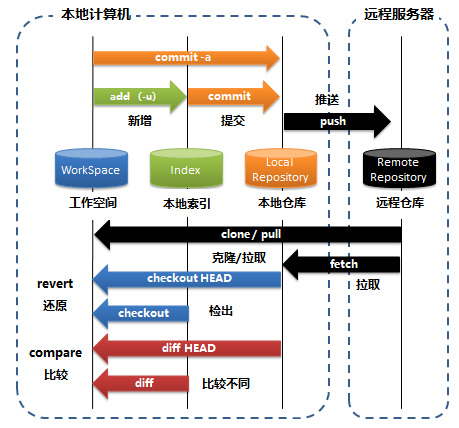 本地计算机
远程服务器
commit -a
add （-u)
commit
新增
提交
推送
push
WorkSpace
Index
Local
Repository
Remote
Repository
工作空间
本地索引
本地仓库
远程仓库
clone / pull
克隆/拉取
fetch
拉取
revert
还原
checkout HEAD
checkout
检出
compare
比较
diff HEAD
diff
比较不同